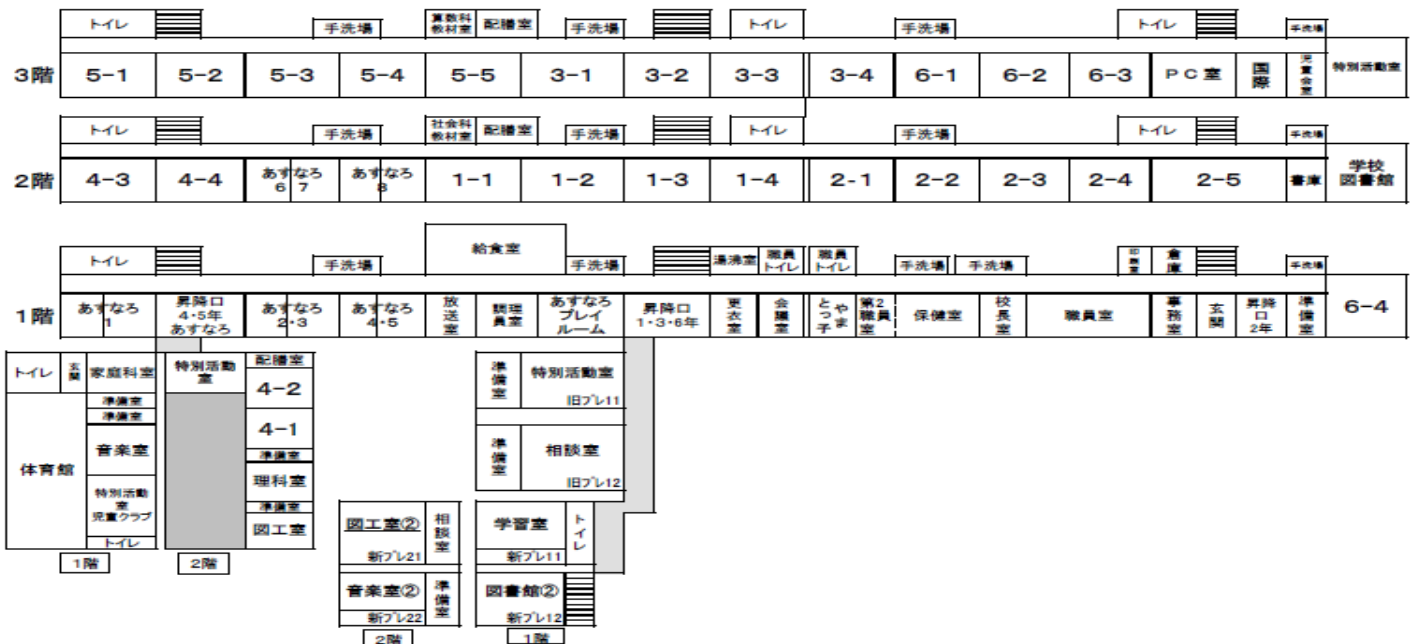 トイレ
手洗場
算数科
教材室
配膳室
手洗場
トイレ
手洗場
トイレ
手洗場
3階
5-1
5-2
5-3
5-4
5-5
3-1
3-2
3-3
3-4
6-1
6-2
6-3
PC室
国際
児童会室
特別活動室
トイレ
手洗場
社会科
教材室
配膳室
手洗場
トイレ
手洗場
トイレ
手洗場
2階
4-3
4-4
あすなろ
6 7
あすなろ
8
1-1
1-2
1-3
1-4
2-1
2-2
2-3
2-4
2-5
書庫
学校
図書館
トイレ
手洗場
給食室
手洗場
湯沸室
職員
トイレ
職員
トイレ
手洗場
手洗場
印刷室
倉庫
手洗場
1階
あすなろ
1
昇降口
4・5年
あすなろ
あすなろ
2・3
あすなろ
4・5
放送室
調理
員室
あすなろ
プレイ
ルーム
昇降口
1・3・6年
更衣室
会議室
やまとっ子
第2
職員
室
保健室
校長室
職員室
事務室
玄関
昇降
口
2年
準備室
6-4
トイレ
玄関
家庭科室
準備室
準備室
音楽室
体育館
特別活動
室
児童クラブ
トイレ
1階
特別活動
室
配膳室
4-2
4-1
準備室
理科室
準備室
図工室
2階
準備室
特別活動室
旧プレ11
準備室
相談室
旧プレ12
図工室②
相談室
新プレ21
音楽室②
準備室
新プレ22
2階
学習室
トイレ
新プレ11
図書館②
新プレ12
1階